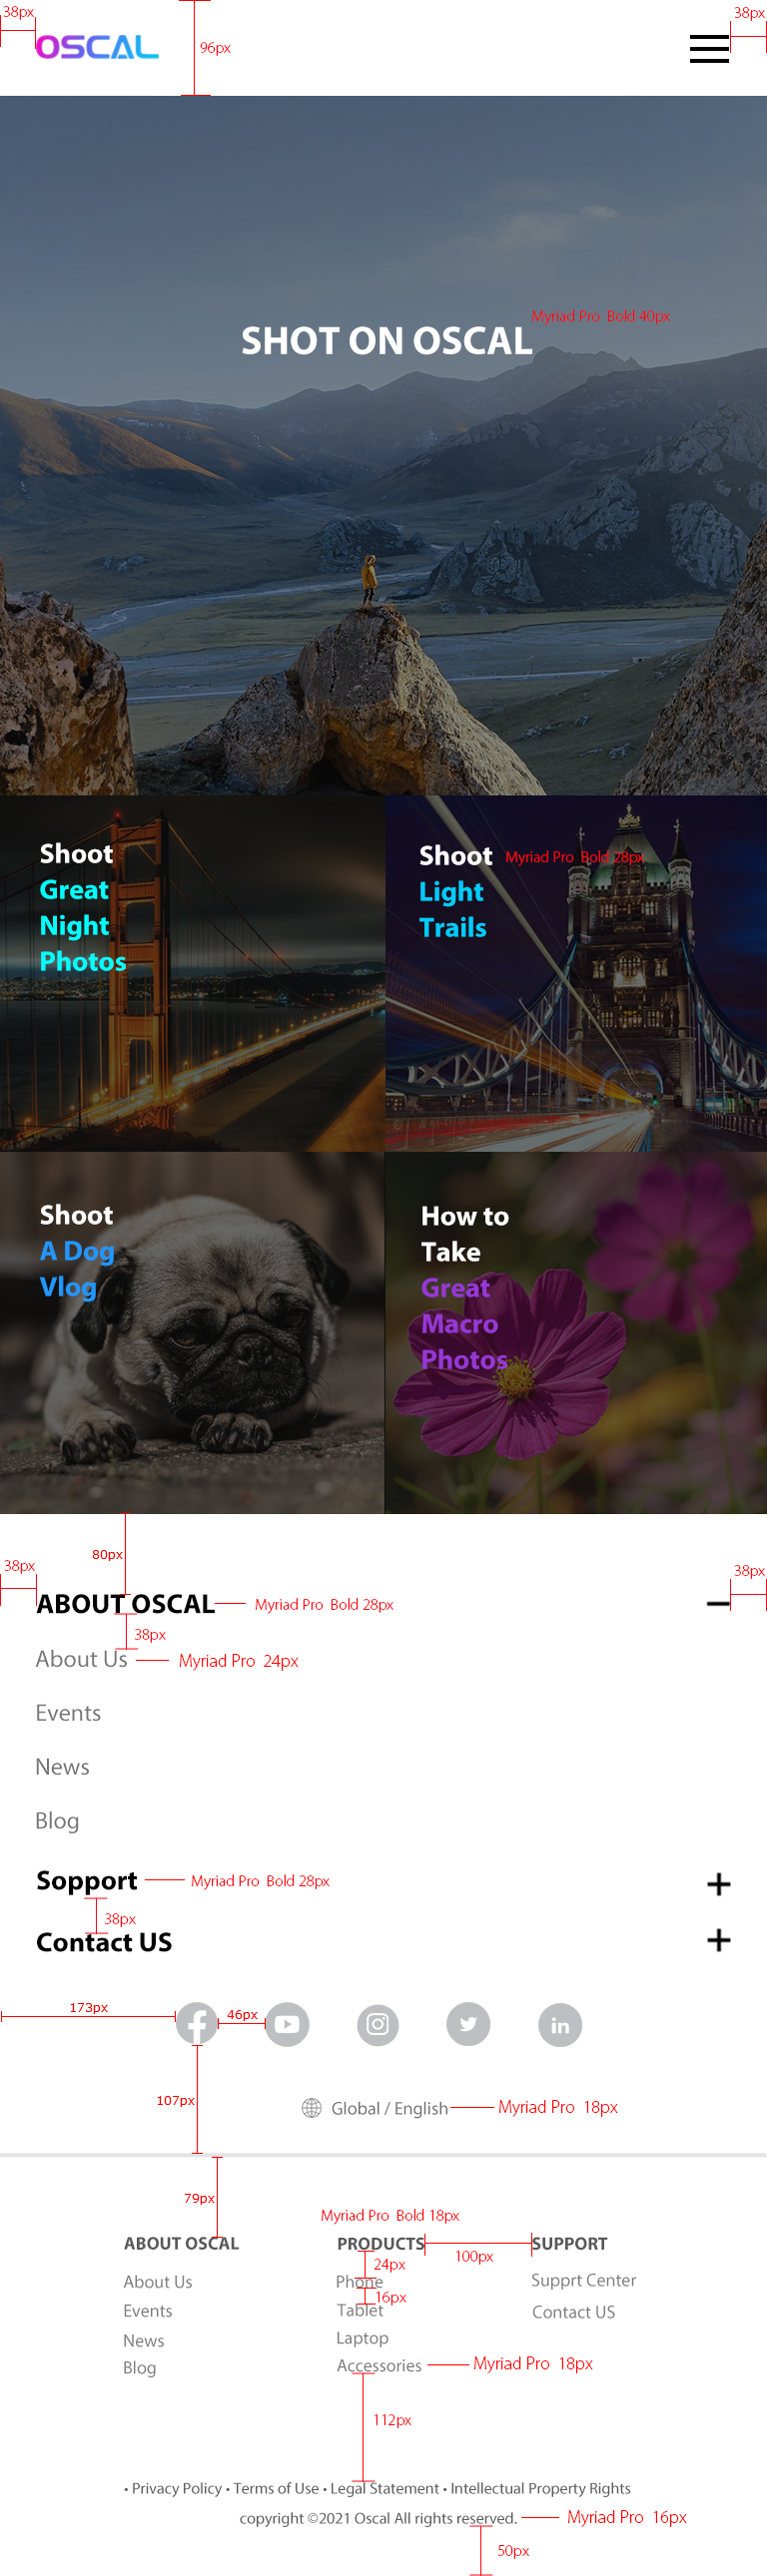 38px
38px
OSCAL
96px
Myriad Pro Bold 40px
SHOT ON OSCAL
Shoot
Great
Night
Photos
Shoot
Myriad Pro Bold 28px
Light
Trails
Shoot
A Dog
Vlog
How to
Take
Great
Macro
Photos
80px
38px
38px
ABOUT OSCAL
Myriad Pro Bold 28px
38px
About Us
Myriad Pro 24px
Events
News
Blog
Sopport
Myriad Pro Bold 28px
38px
Contact US
173px
46px
107px
Global / English
Myriad Pro 18px
79px
Myriad Pro Bold 18px
ABOUT OSCAL
PRODUCTS
SUPPORT
100px
24px
About Us
Phone
Supprt Center
16px
Events
Tablet
Contact US
News
Laptop
Blog
Accessories
Myriad Pro 18px
112px
• Privacy Policy • Terms of Use • Legal Statement • Intellectual Property Rights
copyright ©2021 Oscal All rights reserved.
Myriad Pro 16px
50px